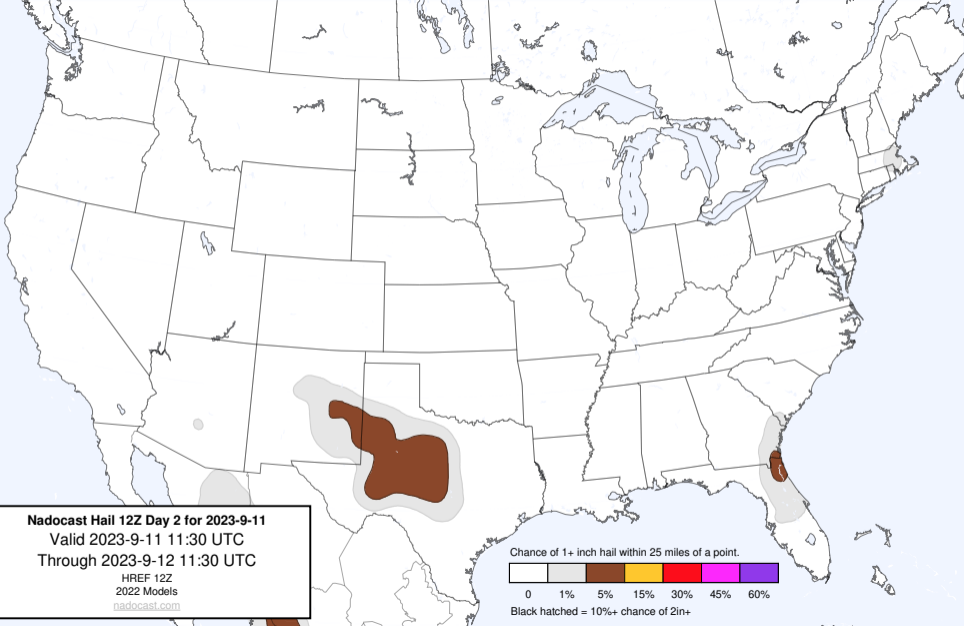 Nadocast Hail 12Z Day 2 for 2023-9-11
Valid 2023-9-11 11:30 UTC
Through 2023-9-12 11:30 UTC
HREF 12Z
2022 Models
nadocast.com
Chance of 1+ inch hail within 25 miles of a point.
0 1% 5% 15% 30% 45% 60%
Black hatched = 10%+ chance of 2in+